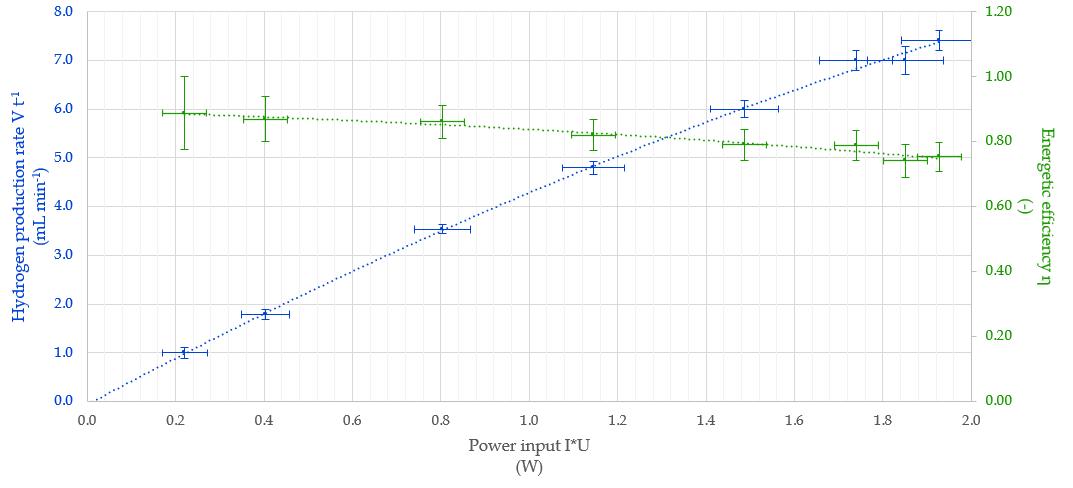 Hydrogen production rate V t⁻¹
(mL min⁻¹)
8.0
7.0
6.0
5.0
4.0
3.0
2.0
1.0
0.0
1.20
1.00
0.80
0.60
0.40
0.20
0.00
Energetic efficiency η
(-)
0.0 0.2 0.4 0.6 0.8 1.0 1.2 1.4 1.6 1.8 2.0
Power input I*U
(W)